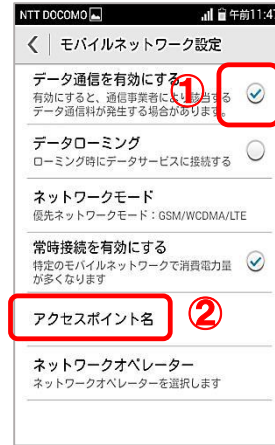 NTT DOCOMO 午前11:47
モバイルネットワーク設定
データ通信を有効にする
①
有効にすると、通信事業者により該当する
データ通信料が発生する場合があります。
データローミング
ローミング時にデータサービスに接続する
ネットワークモード
優先ネットワークモード：GSM/WCDMA/LTE
常時接続を有効にする
特定のモバイルネットワークで消費電力量
が多くなります
アクセスポイント名
②
ネットワークオペレーター
ネットワークオペレーターを選択します